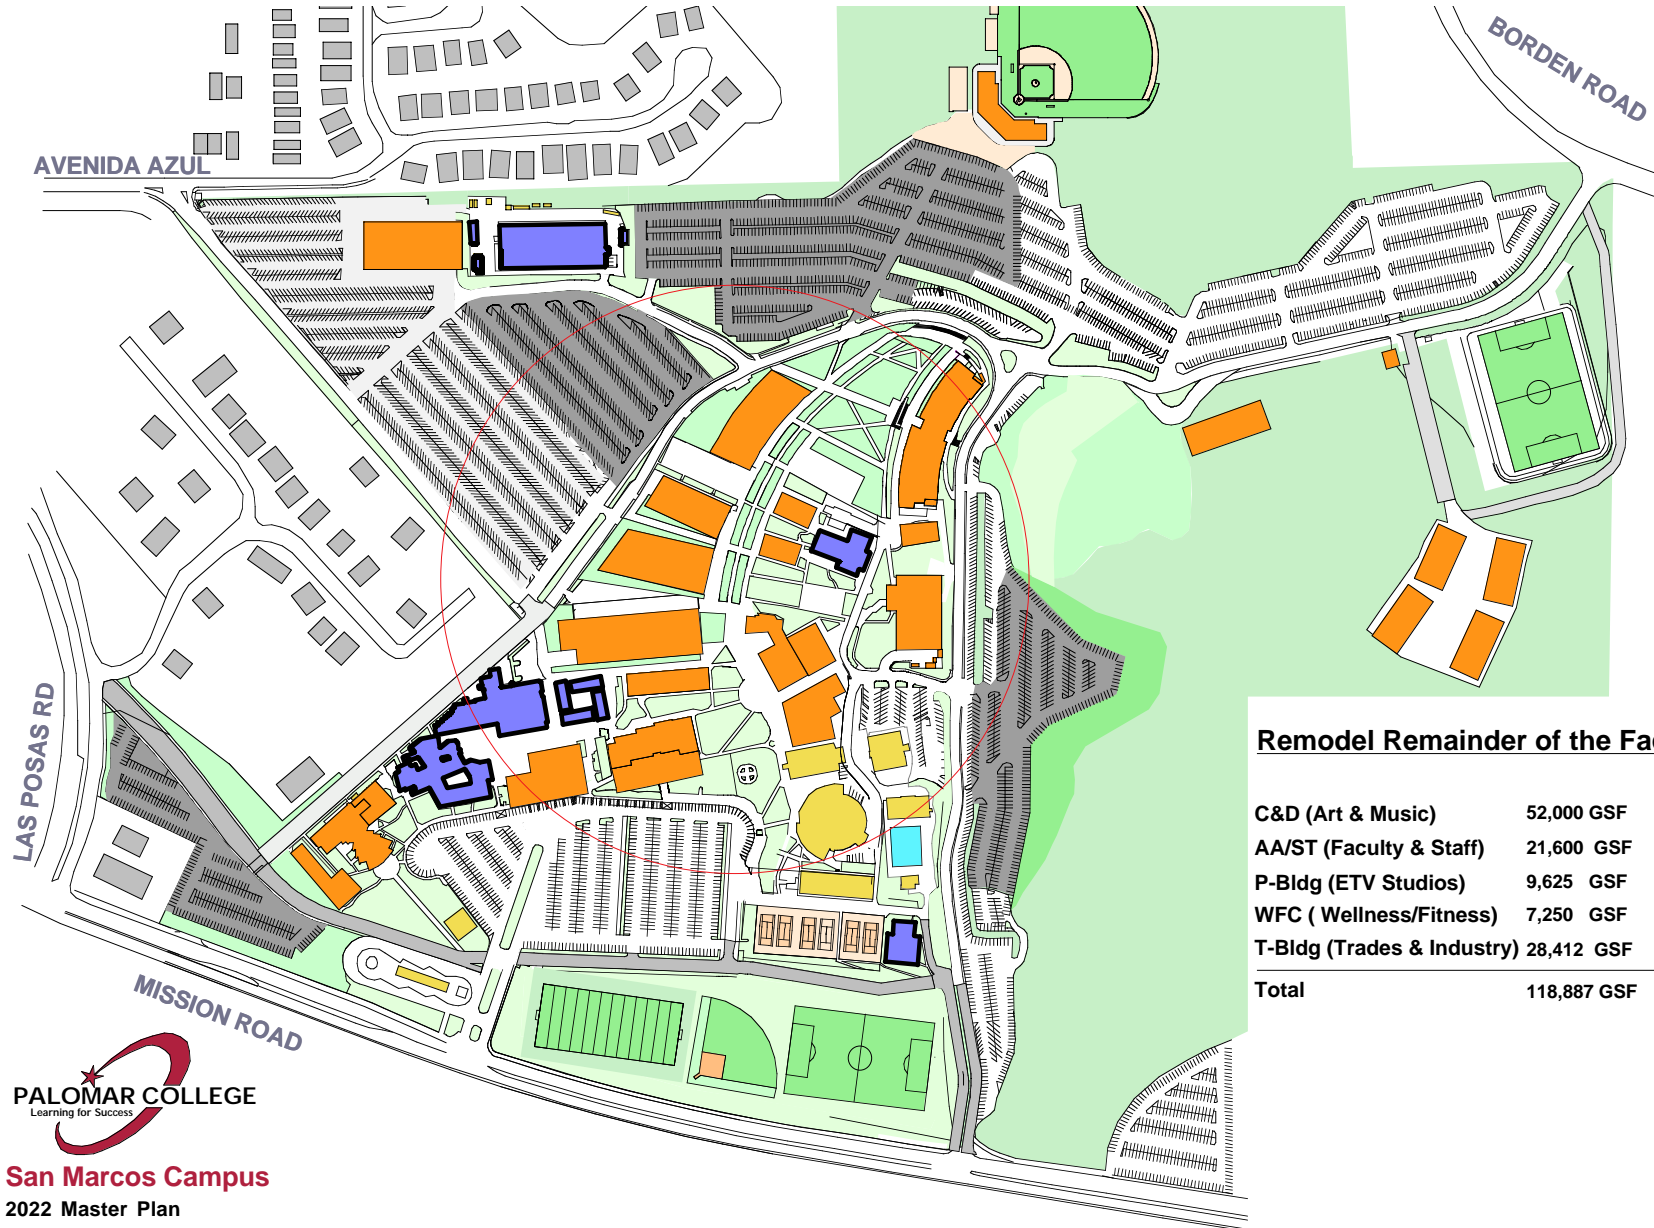 BORDEN ROAD
AVENIDA AZUL
LAS POSAS RD
MISSION ROAD
Remodel Remainder of the Fa
C&D (Art & Music) 52,000 GSF
AA/ST (Faculty & Staff) 21,600 GSF
P-Bldg (ETV Studios) 9,625 GSF
WFC ( Wellness/Fitness) 7,250 GSF
T-Bldg (Trades & Industry) 28,412 GSF
Total 118,887 GSF
PALOMAR COLLEGE
Learning for Success
San Marcos Campus
2022 Master Plan